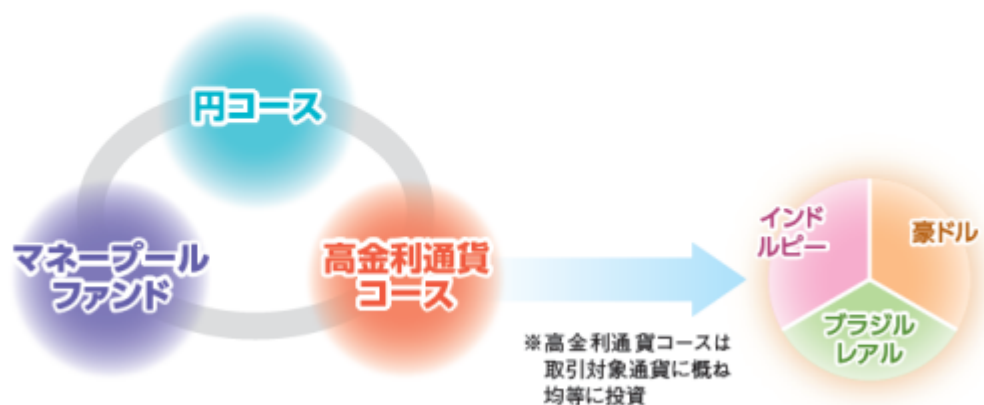 円コース
マネープール
ファンド
高金利通貨
コース
※高金利通貨コースは
取引対象通貨に概ね
均等に投資
インド
ルピー
豪ドル
ブラジル
レアル